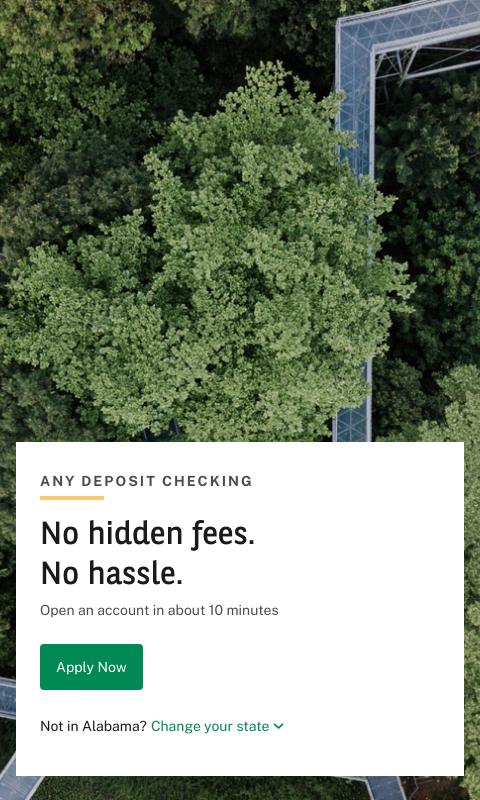 ANY DEPOSIT CHECKING
No hidden fees.
No hassle.
Open an account in about 10 minutes
Apply Now
Not in Alabama? Change your state